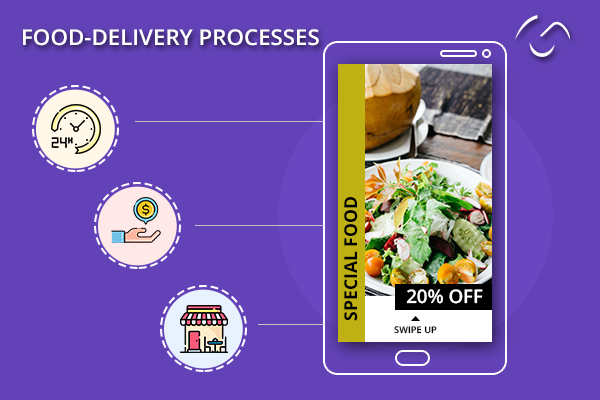 FOOD-DELIVERY PROCESSES
24H
SPECIAL FOOD
20% OFF
SWIPE UP